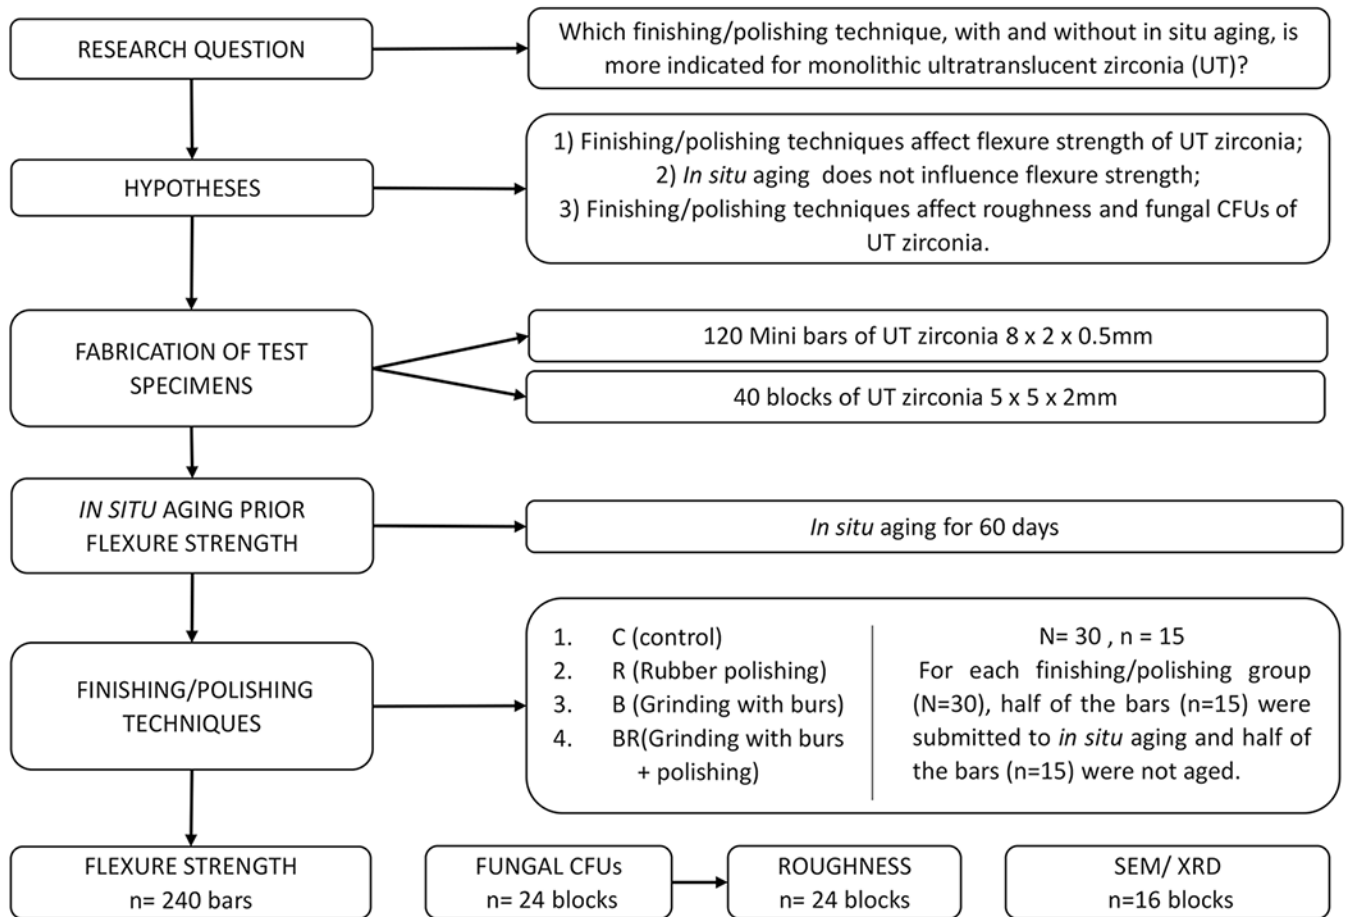 RESEARCH QUESTION
Which finishing/polishing technique, with and without in situ aging, is
more indicated for monolithic ultratranslucent zirconia (UT)?
HYPOTHESES
1) Finishing/polishing techniques affect flexure strength of UT zirconia;
2) In situ aging does not influence flexure strength;
3) Finishing/polishing techniques affect roughness and fungal CFUs of
UT zirconia.
FABRICATION OF TEST
SPECIMENS
120 Mini bars of UT zirconia 8 x 2 x 0.5mm
40 blocks of UT zirconia 5 x 5 x 2mm
IN SITU AGING PRIOR
FLEXURE STRENGTH
In situ aging for 60 days
FINISHING/POLISHING
TECHNIQUES
1. C (control)
2. R (Rubber polishing)
3. B (Grinding with burs)
4. BR(Grinding with burs
+ polishing)
N= 30 , n = 15
For each finishing/polishing group
(N=30), half of the bars (n=15) were
submitted to in situ aging and half of
the bars (n=15) were not aged.
FLEXURE STRENGTH
n= 240 bars
FUNGAL CFUs
n= 24 blocks
ROUGHNESS
n= 24 blocks
SEM/ XRD
n=16 blocks